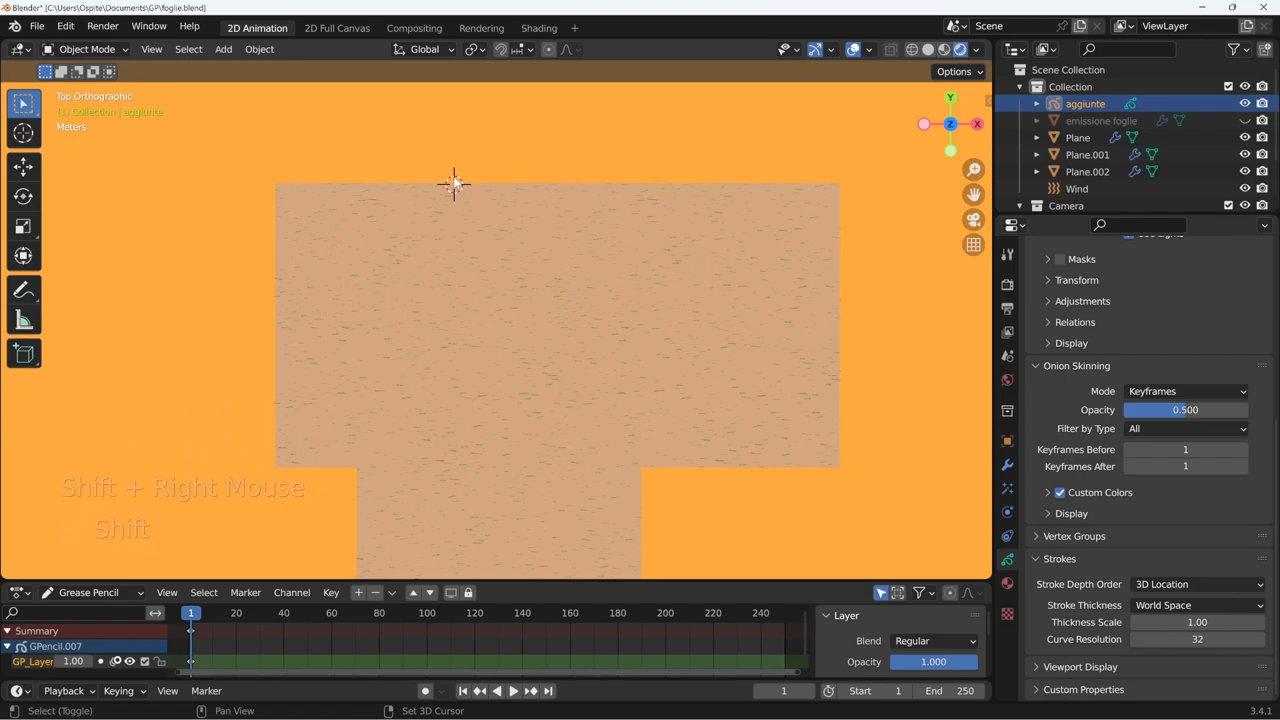 Blender* [C:\Users\Ospite\Documents\GP\foglie.blend]
File Edit Render Window Help 2D Animation 2D Full Canvas Compositing Rendering Shading Scene ViewLayer
Object Mode View Select Add Object Global
Options
Top Orthographic
(1) Collection | aggiunte
Meters
Y
Z
X
Shift + Right Mouse
Shift
Scene Collection
Collection
aggiunte
emissione foglie
Plane
Plane.001
Plane.002
Wind
Camera
Masks
Transform
Adjustments
Relations
Display
Onion Skinning
Mode Keyframes
Opacity 0.500
Filter by Type All
Keyframes Before 1
Keyframes After 1
Custom Colors
Display
Vertex Groups
Strokes
Stroke Depth Order 3D Location
Stroke Thickness World Space
Thickness Scale 1.00
Curve Resolution 32
Viewport Display
Custom Properties
Grease Pencil View Select Marker Channel Key
1 20 40 60 80 100 120 140 160 180 200 220 240
Summary
GPencil.007
GP_Layer 1.00
Layer
Blend Regular
Opacity 1.000
Playback Keying View Marker 1 Start 1 End 250
Select (Toggle) Pan View Set 3D Cursor 3.4.1